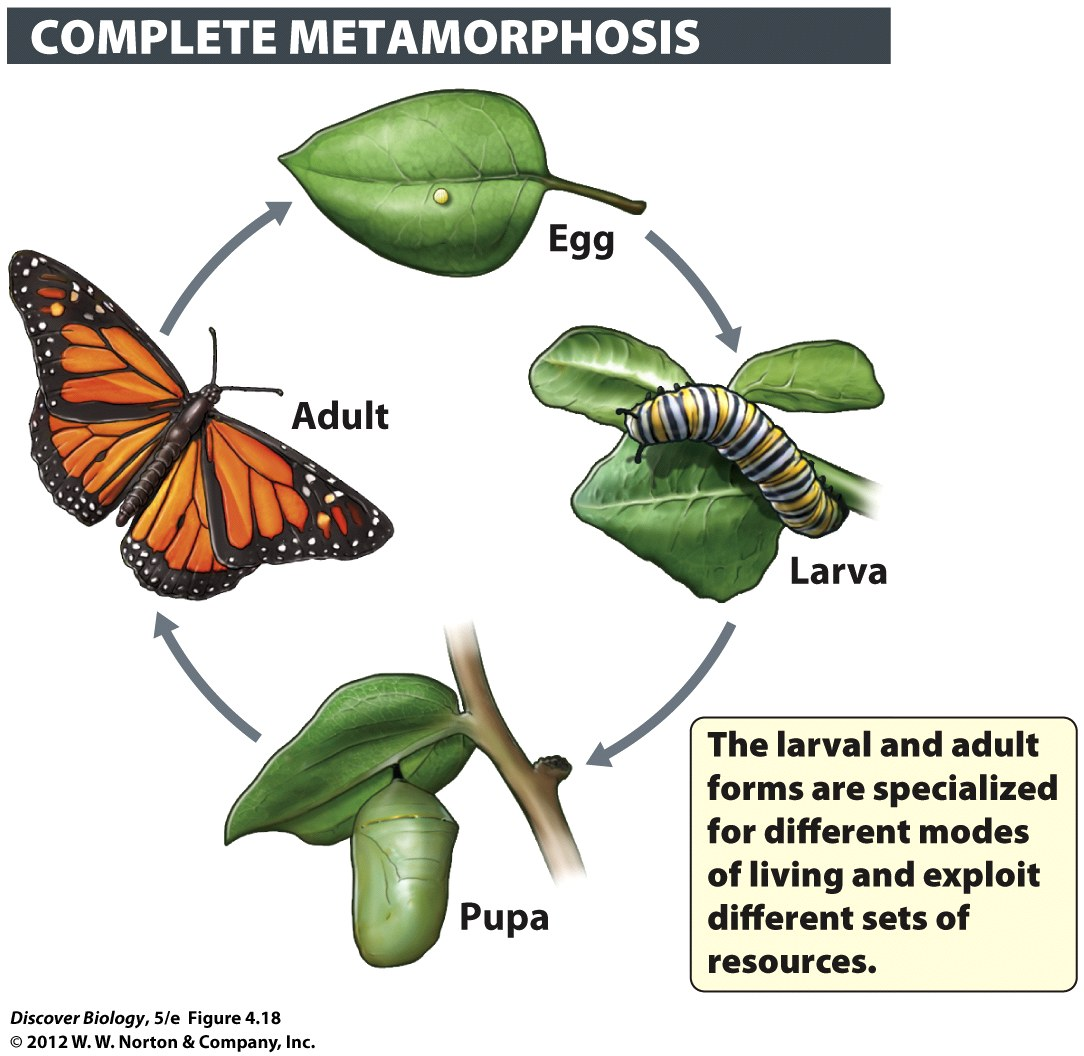 COMPLETE METAMORPHOSIS
Egg
Adult
Larva
Pupa
The larval and adult
forms are specialized
for different modes
of living and exploit
different sets of
resources.
Discover Biology, 5/e Figure 4.18
© 2012 W. W. Norton & Company, Inc.